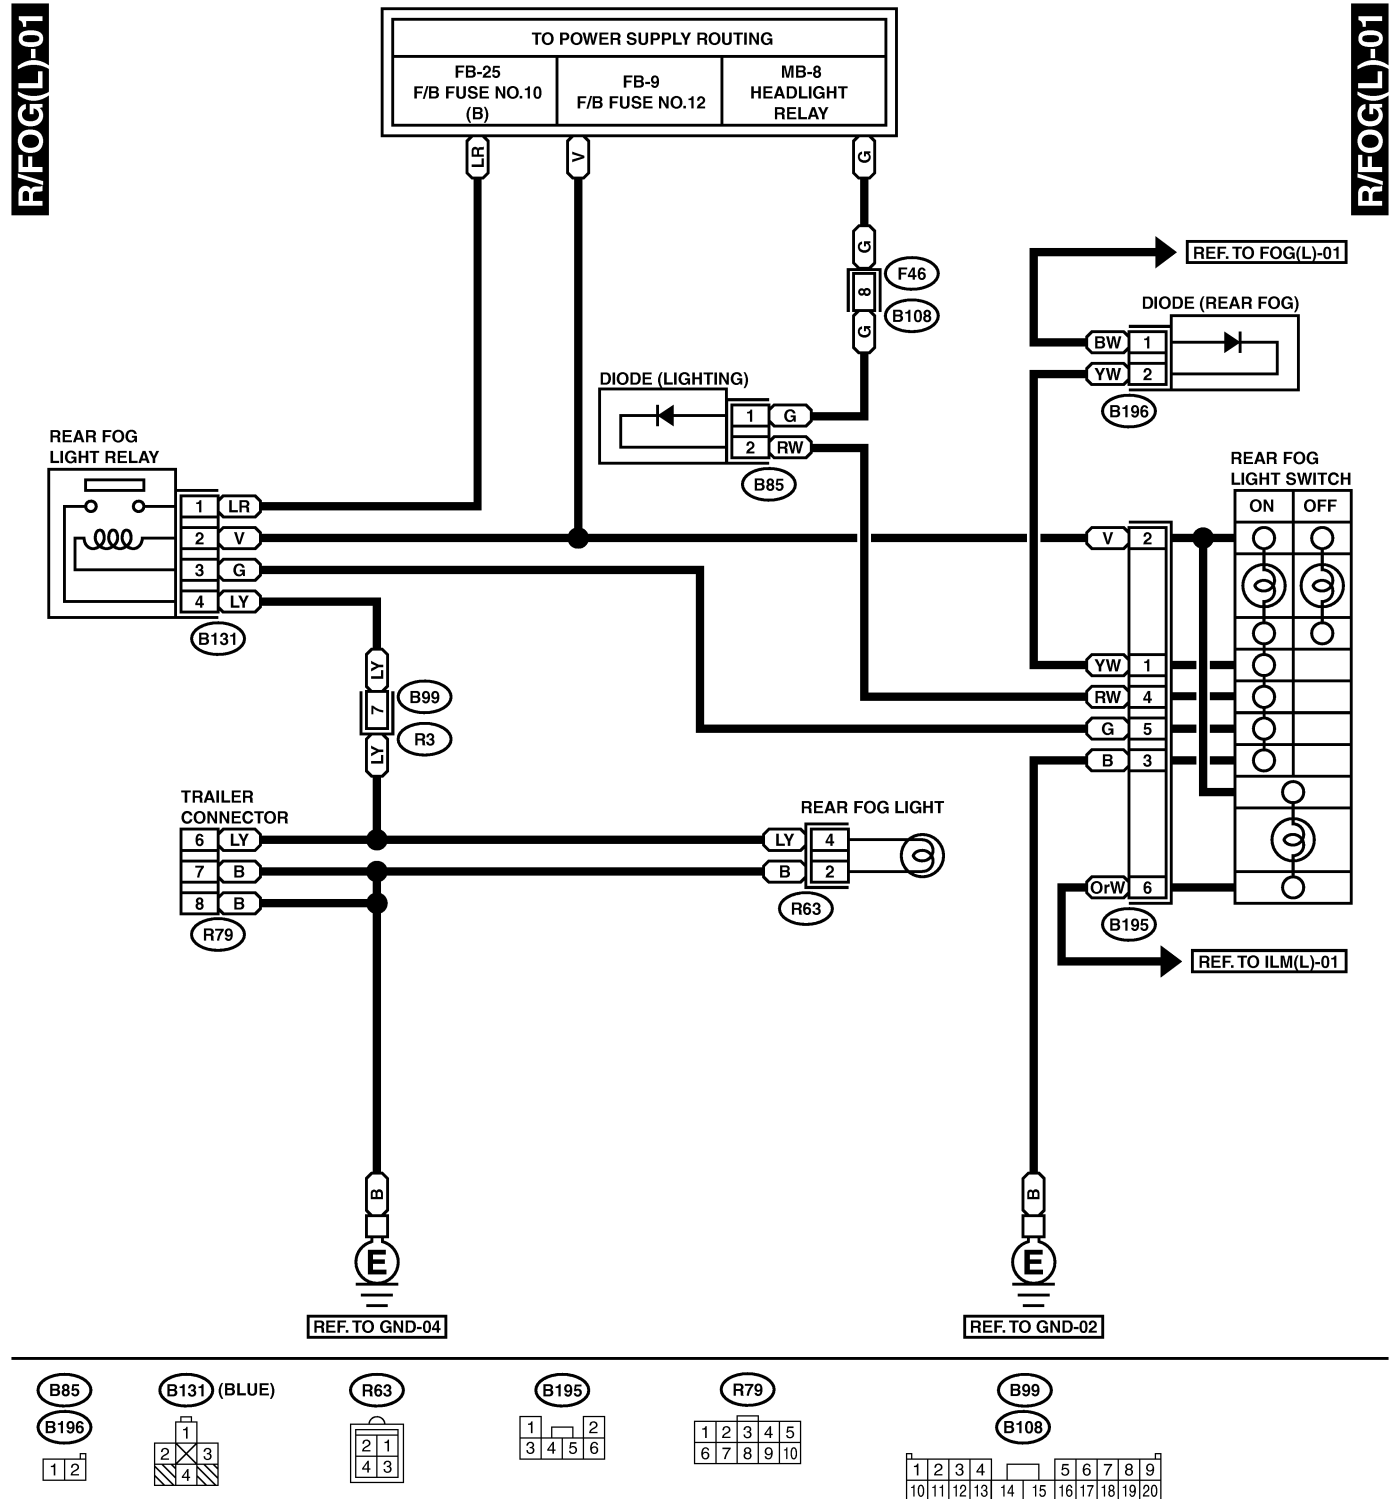 R/FOG(L)-01
R/FOG(L)-01
TO POWER SUPPLY ROUTING
FB-25
F/B FUSE NO.10
(B)
FB-9
F/B FUSE NO.12
MB-8
HEADLIGHT
RELAY
LR
V
G
G
8
G
F46
B108
REF. TO FOG(L)-01
DIODE (REAR FOG)
BW 1
YW 2
B196
DIODE (LIGHTING)
1 G
2 RW
B85
REAR FOG
LIGHT RELAY
1 LR
2 V
3 G
4 LY
B131
REAR FOG
LIGHT SWITCH
ON OFF
V 2
YW 1
RW 4
G 5
B 3
OrW 6
B195
REF. TO ILM(L)-01
LY
7
LY
B99
R3
TRAILER
CONNECTOR
6 LY
7 B
8 B
R79
REAR FOG LIGHT
LY 4
B 2
R63
B
E
REF. TO GND-04
B
E
REF. TO GND-02
B85
B196
1 2
B131 (BLUE)
1
2 3
4
R63
2 1
4 3
B195
1 2
3 4 5 6
R79
1 2 3 4 5
6 7 8 9 10
B99
B108
1 2 3 4 5 6 7 8 9
10 11 12 13 14 15 16 17 18 19 20